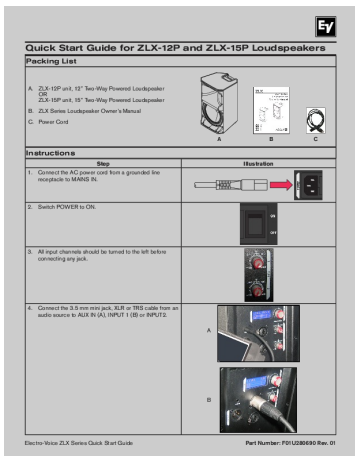 EV
Quick Start Guide for ZLX-12P and ZLX-15P Loudspeakers
Packing List
A. ZLX-12P unit, 12" Two-Way Powered Loudspeaker
OR
ZLX-15P unit, 15" Two-Way Powered Loudspeaker
B. ZLX Series Loudspeaker Owner's Manual
C. Power Cord
ZLX
A
B
C
Instructions
Step
Illustration
1. Connect the AC power cord from a grounded line
receptacle to MAINS IN.
2. Switch POWER to ON.
ON
OFF
3. All input channels should be turned to the left before
connecting any jack.
4. Connect the 3.5 mm mini jack, XLR or TRS cable from an
audio source to AUX IN (A), INPUT 1 (B) or INPUT2.
A
B
Electro-Voice ZLX Series Quick Start Guide
Part Number: F01U280690 Rev. 01